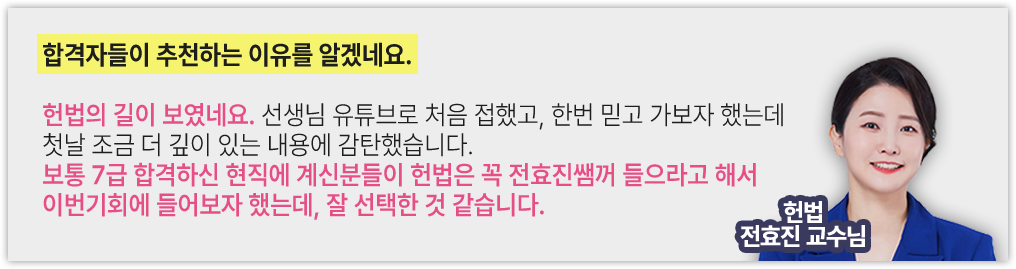 합격자들이 추천하는 이유를 알겠네요.
헌법의 길이 보였네요. 선생님 유튜브로 처음 접했고, 한번 믿고 가보자 했는데
첫날 조금 더 깊이 있는 내용에 감탄했습니다.
보통 7급 합격하신 현직에 계신분들이 헌법은 꼭 전효진쌤꺼 들으라고 해서
이번기회에 들어보자 했는데, 잘 선택한 것 같습니다.
헌법
전효진 교수님